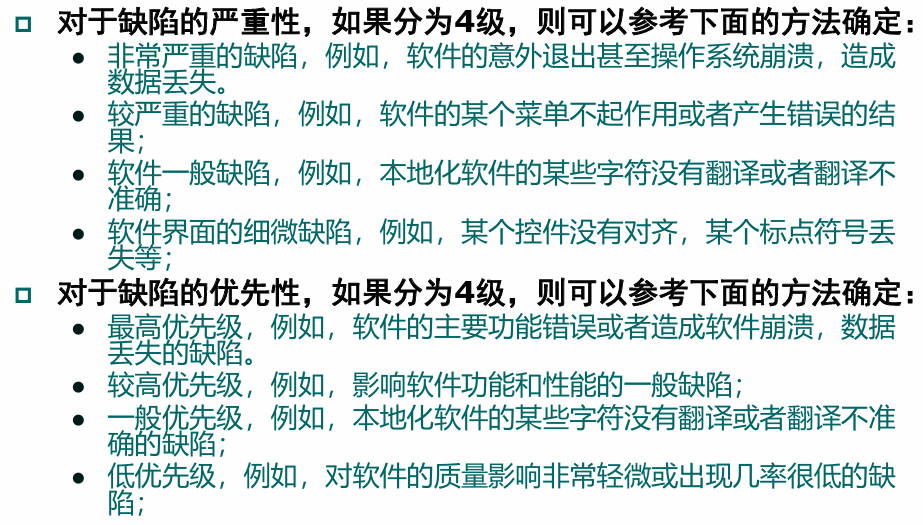 对于缺陷的严重性，如果分为4级，则可以参考下面的方法确定：
非常严重的缺陷，例如，软件的意外退出甚至操作系统崩溃，造成
数据丢失。
较严重的缺陷，例如，软件的某个菜单不起作用或者产生错误的结
果；
软件一般缺陷，例如，本地化软件的某些字符没有翻译或者翻译不
准确；
软件界面的细微缺陷，例如，某个控件没有对齐，某个标点符号丢
失等；
对于缺陷的优先性，如果分为4级，则可以参考下面的方法确定：
最高优先级，例如，软件的主要功能错误或者造成软件崩溃，数据
丢失的缺陷。
较高优先级，例如，影响软件功能和性能的一般缺陷；
一般优先级，例如，本地化软件的某些字符没有翻译或者翻译不准
确的缺陷；
低优先级，例如，对软件的质量影响非常轻微或出现几率很低的缺
陷；